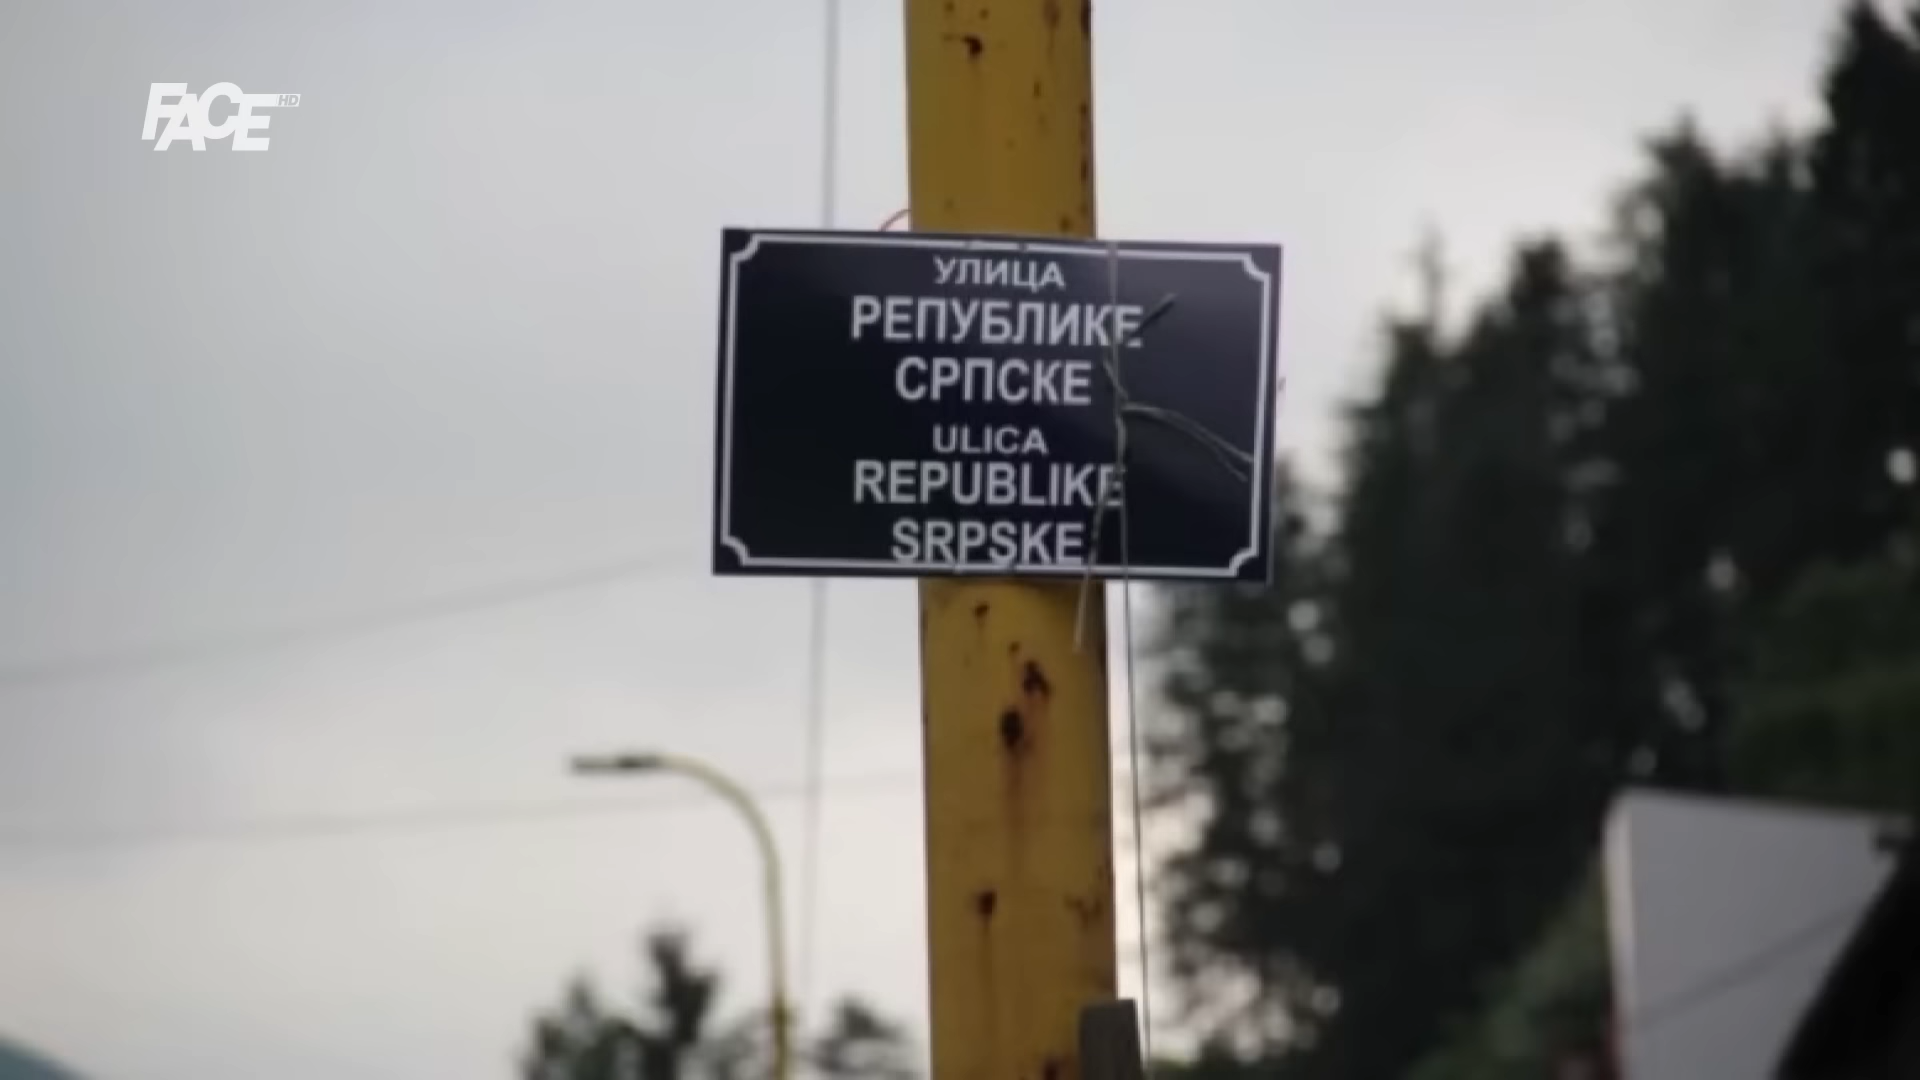 FACE HD
УЛИЦА
РЕПУБЛИКЕ
СРПСКЕ
ULICA
REPUBLIKE
SRPSKE